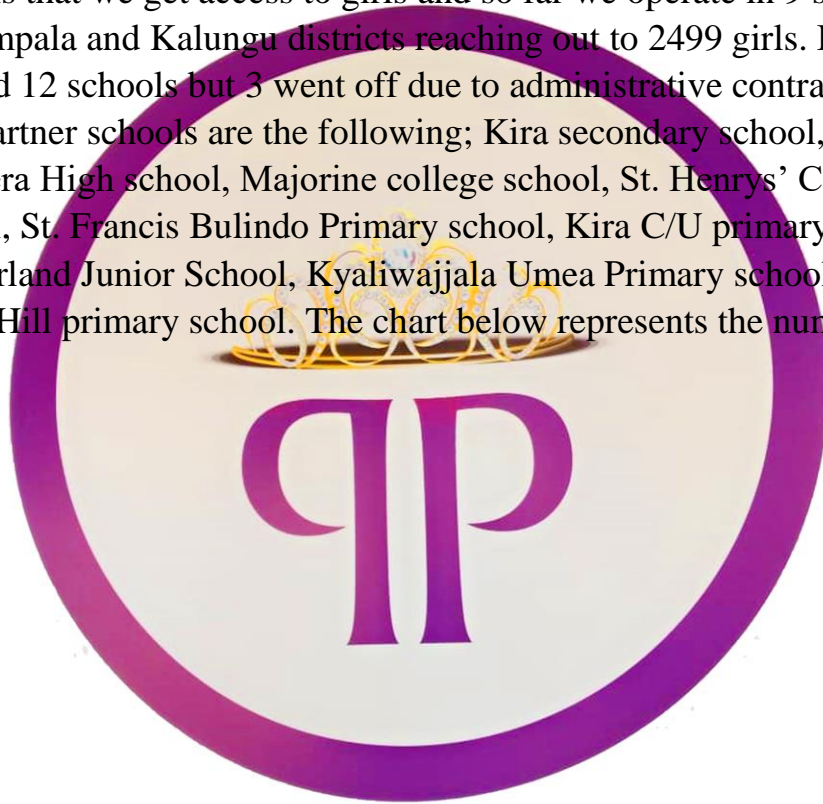 s that we get access to girls and so far we operate in 9 s
mpala and Kalungu districts reaching out to 2499 girls.
d 12 schools but 3 went off due to administrative contra
artner schools are the following; Kira secondary school,
era High school, Majorine college school, St. Henrys’ C
, St. Francis Bulindo Primary school, Kira C/U primary
rland Junior School, Kyaliwajjala Umea Primary school
Hill primary school. The chart below represents the num
PP